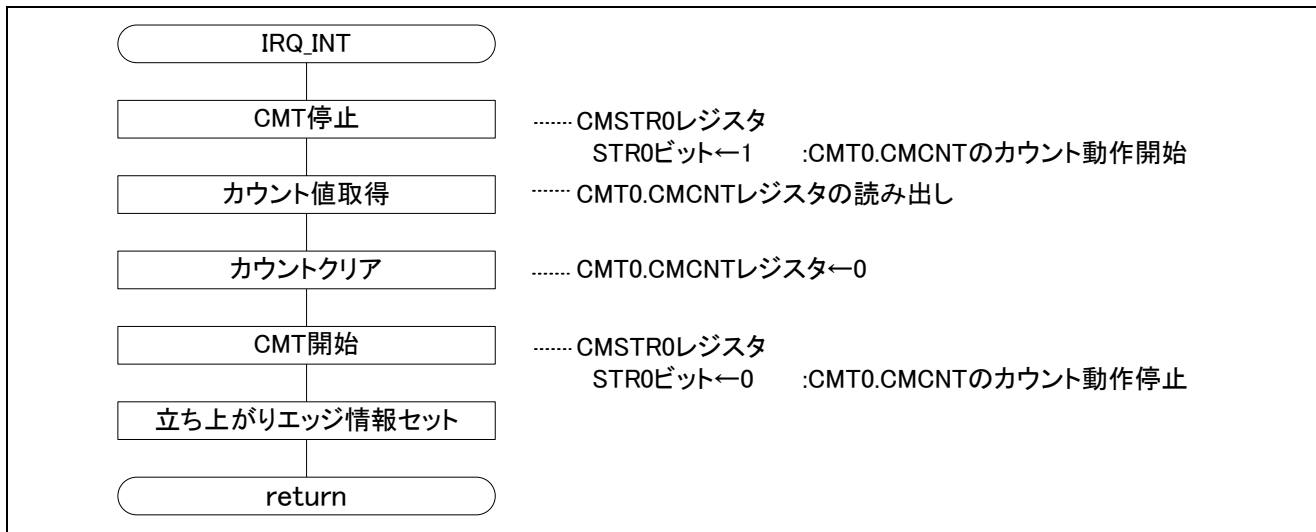 IRQ_INT
CMT停止 ……. CMSTR0レジスタ
STR0ビット←1 :CMT0.CMCNTのカウント動作開始
カウント値取得 ……. CMT0.CMCNTレジスタの読み出し
カウントクリア ……. CMT0.CMCNTレジスタ←0
CMT開始 ……. CMSTR0レジスタ
STR0ビット←0 :CMT0.CMCNTのカウント動作停止
立ち上がりエッジ情報セット
return